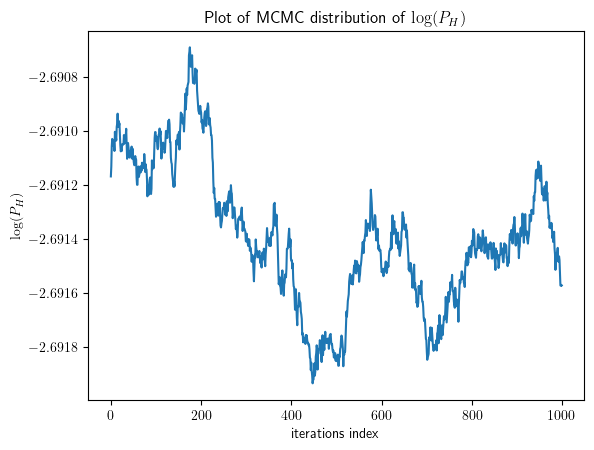 Plot of MCMC distribution of log(P_H)
−2.6908
−2.6910
−2.6912
−2.6914
−2.6916
−2.6918
log(P_H)
0 200 400 600 800 1000
iterations index